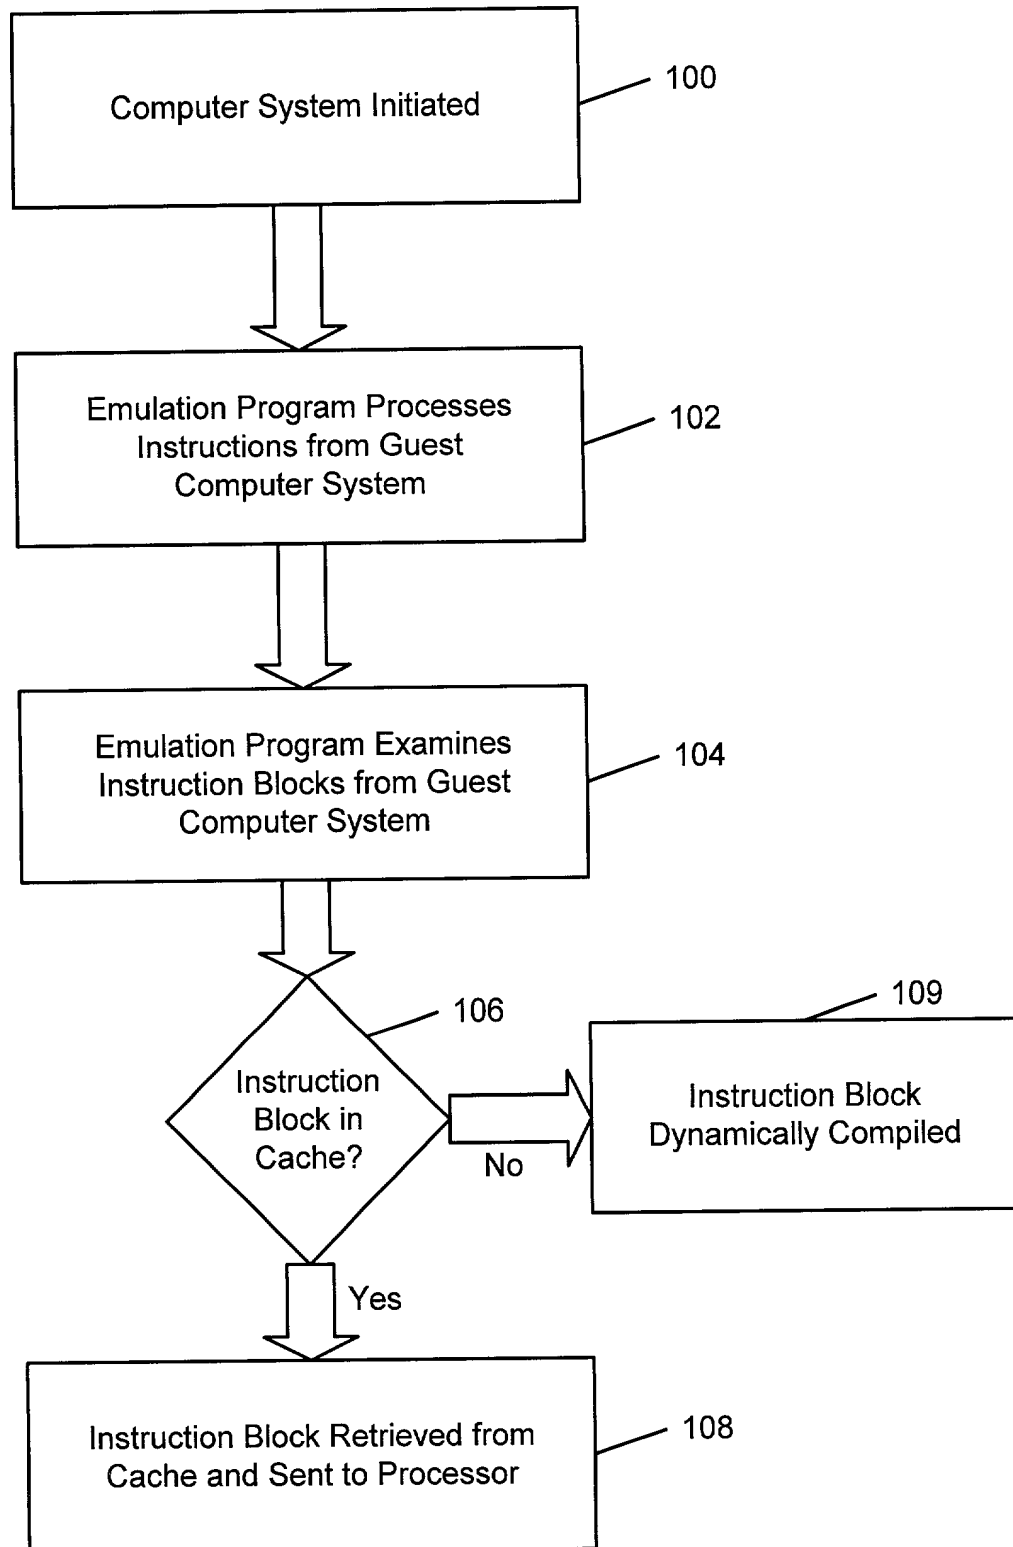 Computer System Initiated
100
Emulation Program Processes
Instructions from Guest
Computer System
102
Emulation Program Examines
Instruction Blocks from Guest
Computer System
104
106
Instruction
Block in
Cache?
No
109
Instruction Block
Dynamically Compiled
Yes
Instruction Block Retrieved from
Cache and Sent to Processor
108